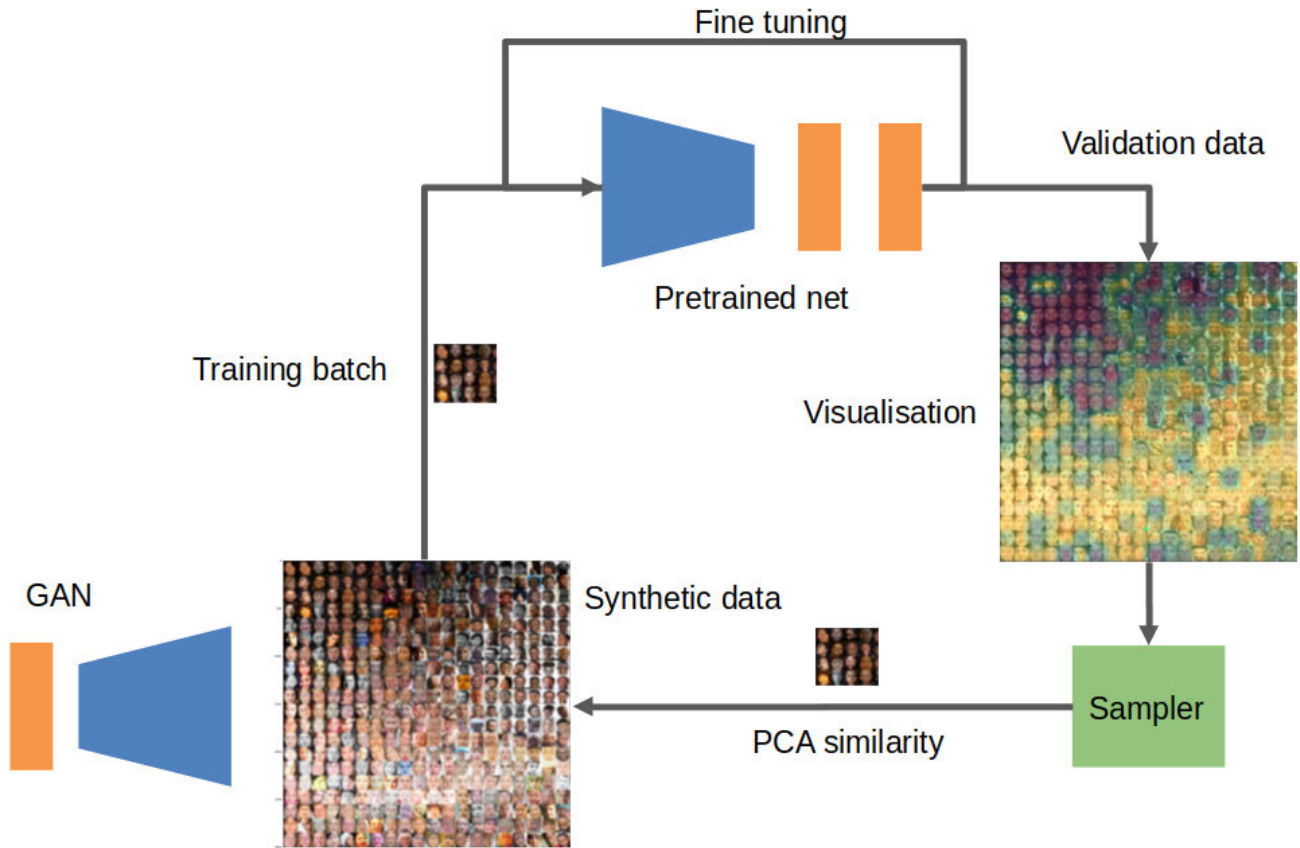 Fine tuning
Validation data
Pretrained net
Training batch
Visualisation
GAN
Synthetic data
Sampler
PCA similarity